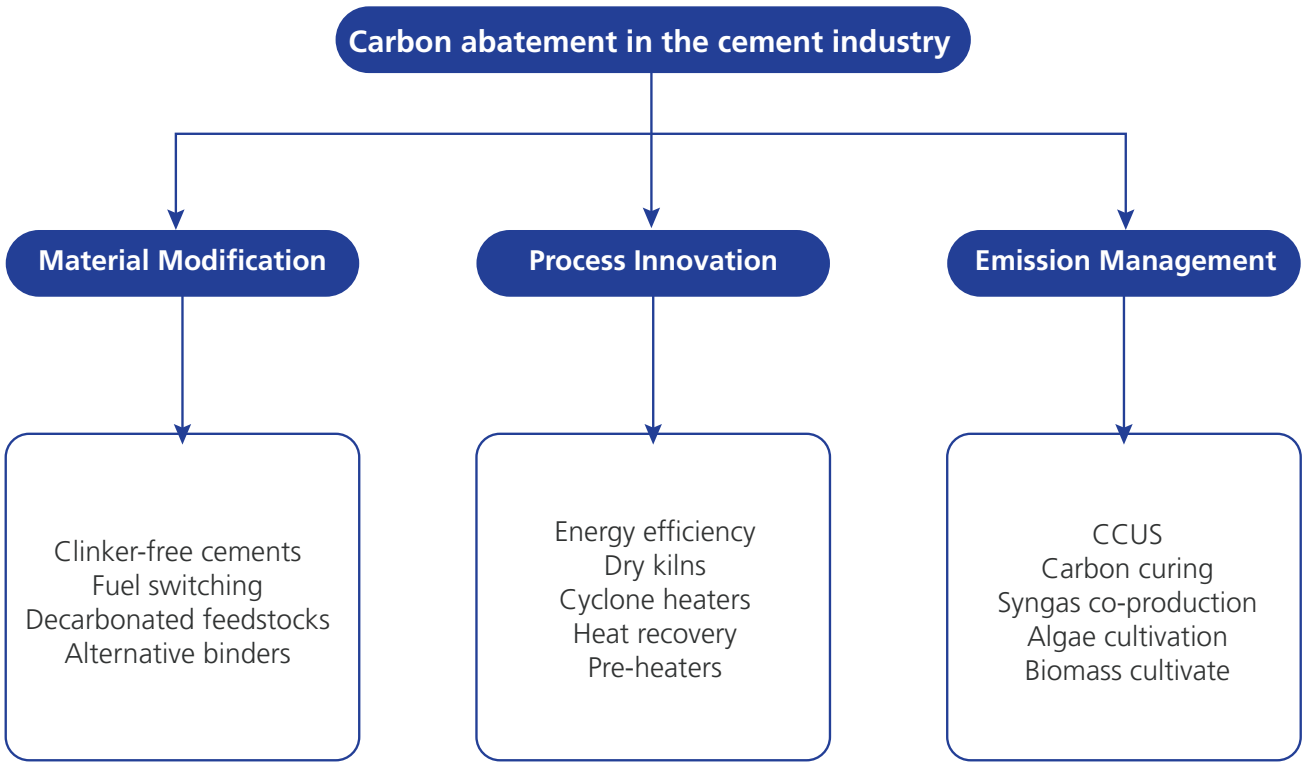 Carbon abatement in the cement industry
Material Modification
Process Innovation
Emission Management
Clinker-free cements
Fuel switching
Decarbonated feedstocks
Alternative binders
Energy efficiency
Dry kilns
Cyclone heaters
Heat recovery
Pre-heaters
CCUS
Carbon curing
Syngas co-production
Algae cultivation
Biomass cultivate